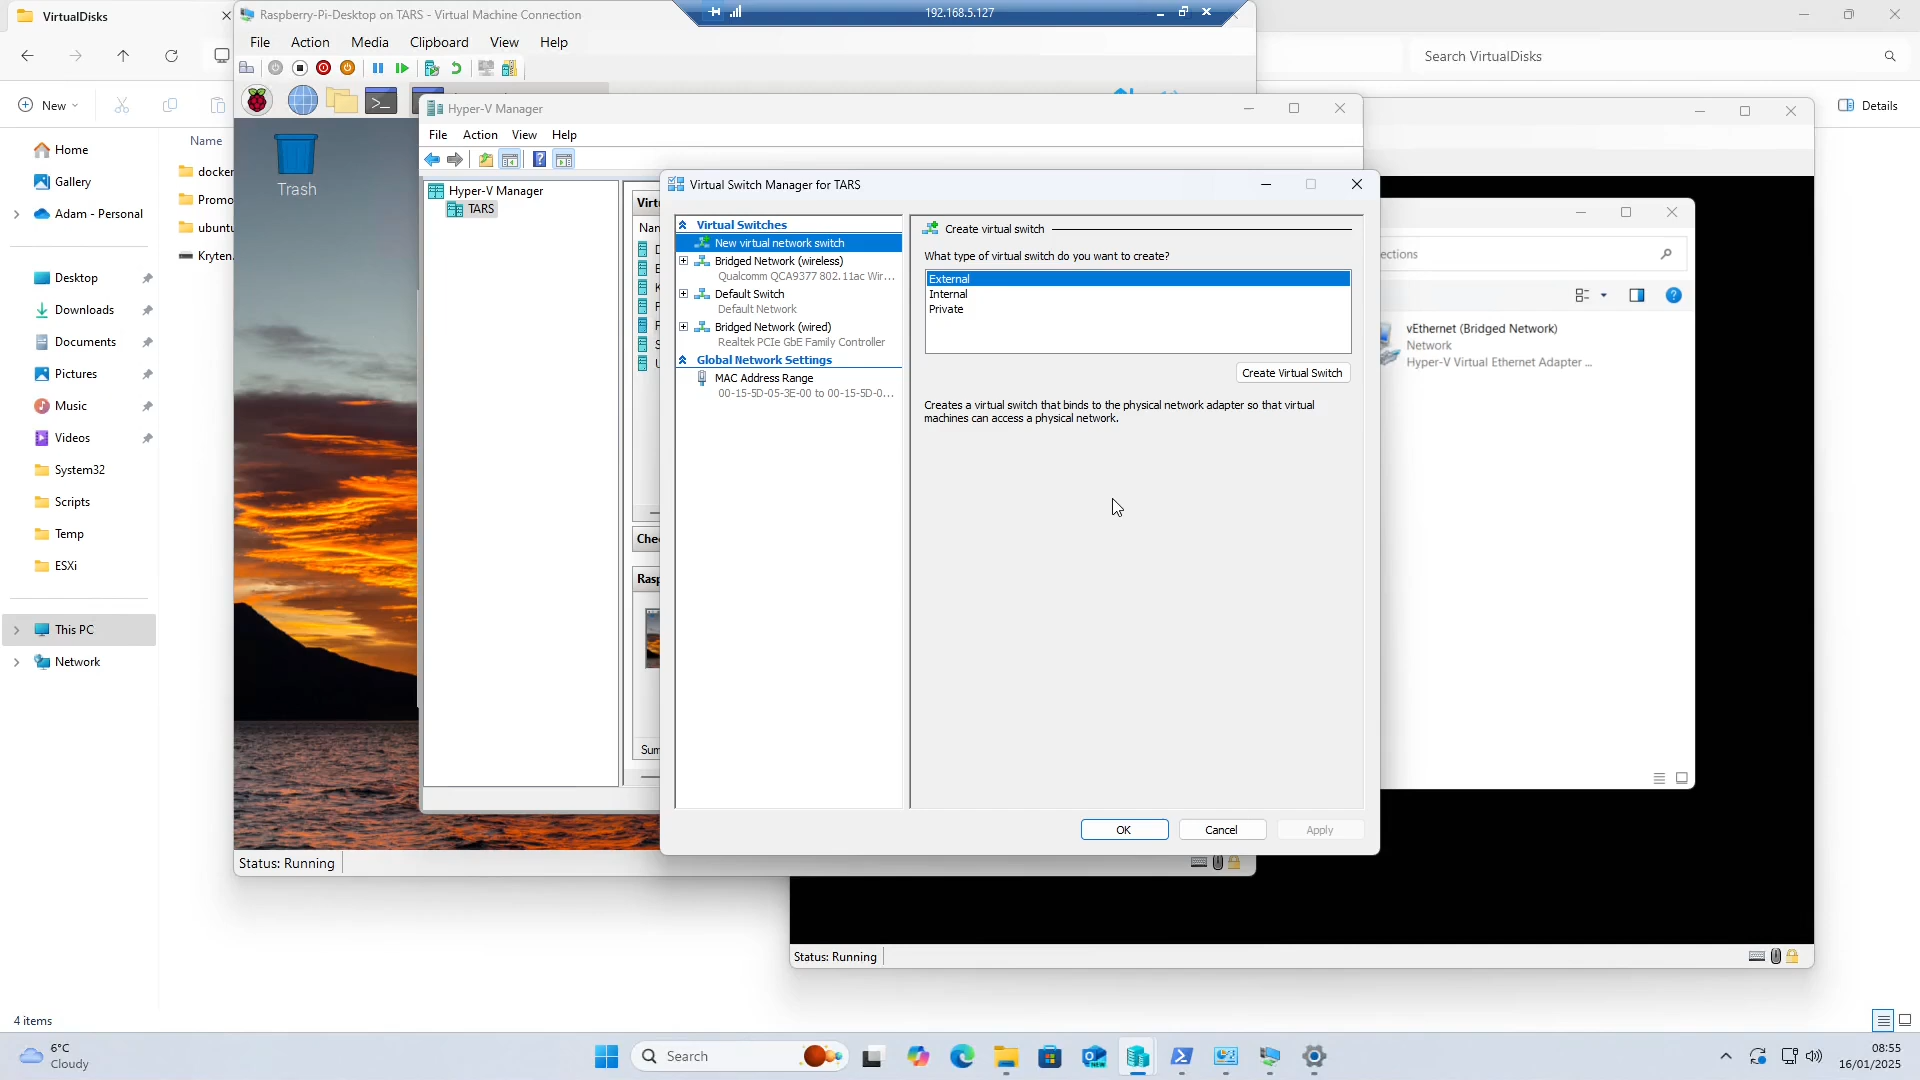 VirtualDisks
Raspberry-Pi-Desktop on TARS - Virtual Machine Connection
192.168.5.127
File
Action
Media
Clipboard
View
Help
Search VirtualDisks
New
Details
Hyper-V Manager
File
Action
View
Help
Name
docker
Promo
ubuntu
Kryten.
Home
Gallery
Adam - Personal
Desktop
Downloads
Documents
Pictures
Music
Videos
System32
Scripts
Temp
ESXi
This PC
Network
4 items
Trash
Status: Running
Hyper-V Manager
TARS
Virtu
Nan
Che
Rasp
Sum
Virtual Switch Manager for TARS
Virtual Switches
New virtual network switch
Bridged Network (wireless)
Qualcomm QCA9377 802.11ac Wir...
Default Switch
Default Network
Bridged Network (wired)
Realtek PCIe GbE Family Controller
Global Network Settings
MAC Address Range
00-15-5D-05-3E-00 to 00-15-5D-0...
Create virtual switch
What type of virtual switch do you want to create?
External
Internal
Private
Create Virtual Switch
Creates a virtual switch that binds to the physical network adapter so that virtual
machines can access a physical network.
OK
Cancel
Apply
ections
vEthernet (Bridged Network)
Network
Hyper-V Virtual Ethernet Adapter ...
Status: Running
6°C
Cloudy
Search
08:55
16/01/2025